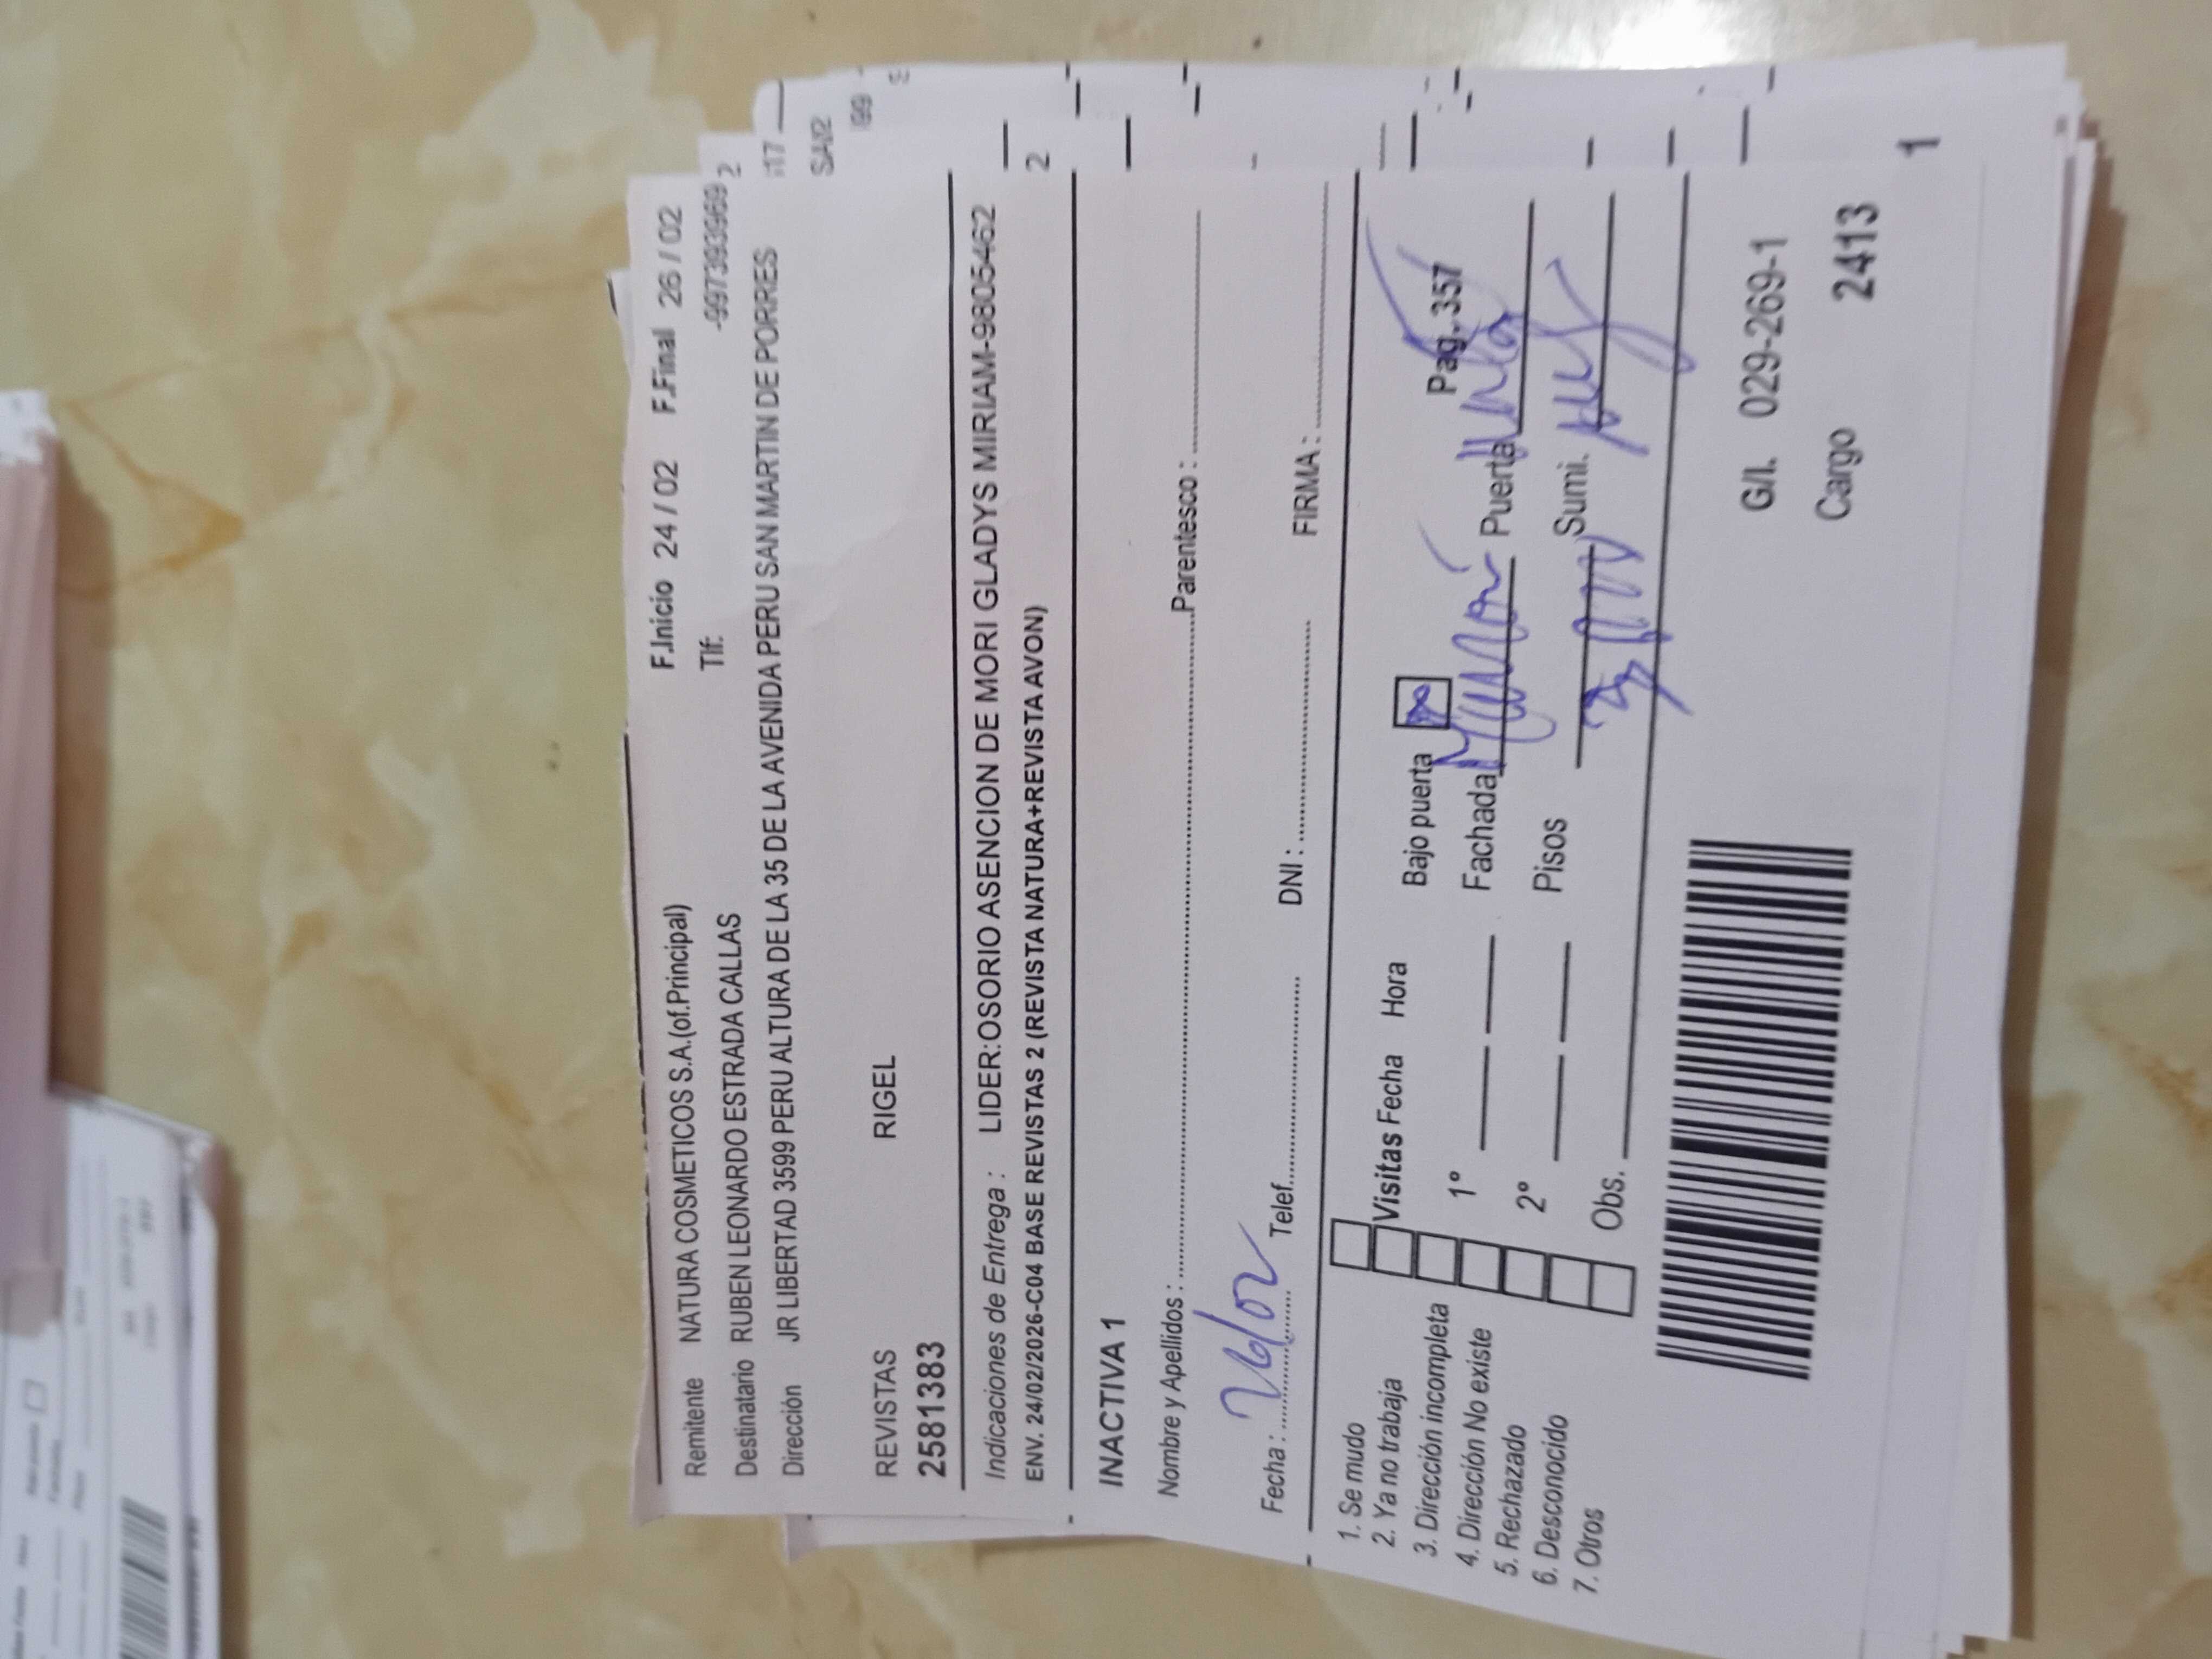 F.Inicio 24 / 02 F.Final 26 / 02
Remitente NATURA COSMETICOS S.A.(of.Principal) Tlf. -997393969
Destinatario RUBEN LEONARDO ESTRADA CALLAS
Dirección JR LIBERTAD 3599 PERU ALTURA DE LA 35 DE LA AVENIDA PERU SAN MARTIN DE PORRES
REVISTAS RIGEL
2581383
Indicaciones de Entrega : LIDER:OSORIO ASENCION DE MORI GLADYS MIRIAM-9805462
ENV. 24/02/2026-C04 BASE REVISTAS 2 (REVISTA NATURA+REVISTA AVON)
INACTIVA 1
Nombre y Apellidos : Parentesco :
Fecha : 26/02 Telef. DNI : FIRMA :
1. Se mudo
2. Ya no trabaja
3. Dirección incompleta
4. Dirección No existe
5. Rechazado
6. Desconocido
7. Otros
Visitas Fecha Hora
1º
2º
Obs.
Bajo puerta Pag. 357
Fachada Puerta
Pisos Sumi.
G/I. 029-269-1
Cargo 2413
1